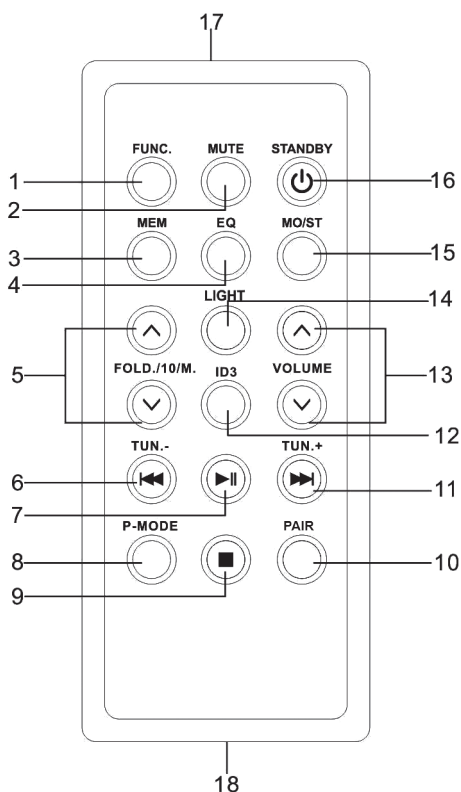 17
FUNC. MUTE STANDBY
1 16
2
MEM EQ MO/ST
3 15
4
LIGHT 14
5 13
FOLD./10/M. ID3 VOLUME
12
TUN.- TUN.+
6 11
7
P-MODE PAIR
8 10
9
18